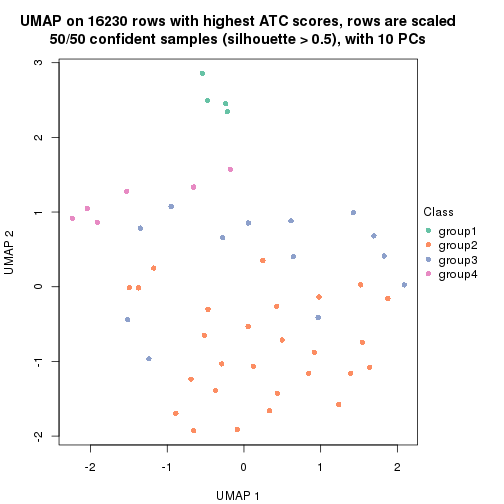 UMAP on 16230 rows with highest ATC scores, rows are scaled
50/50 confident samples (silhouette > 0.5), with 10 PCs
3
2
1
0
-1
-2
UMAP 2
-2
-1
0
1
2
UMAP 1
Class
group1
group2
group3
group4